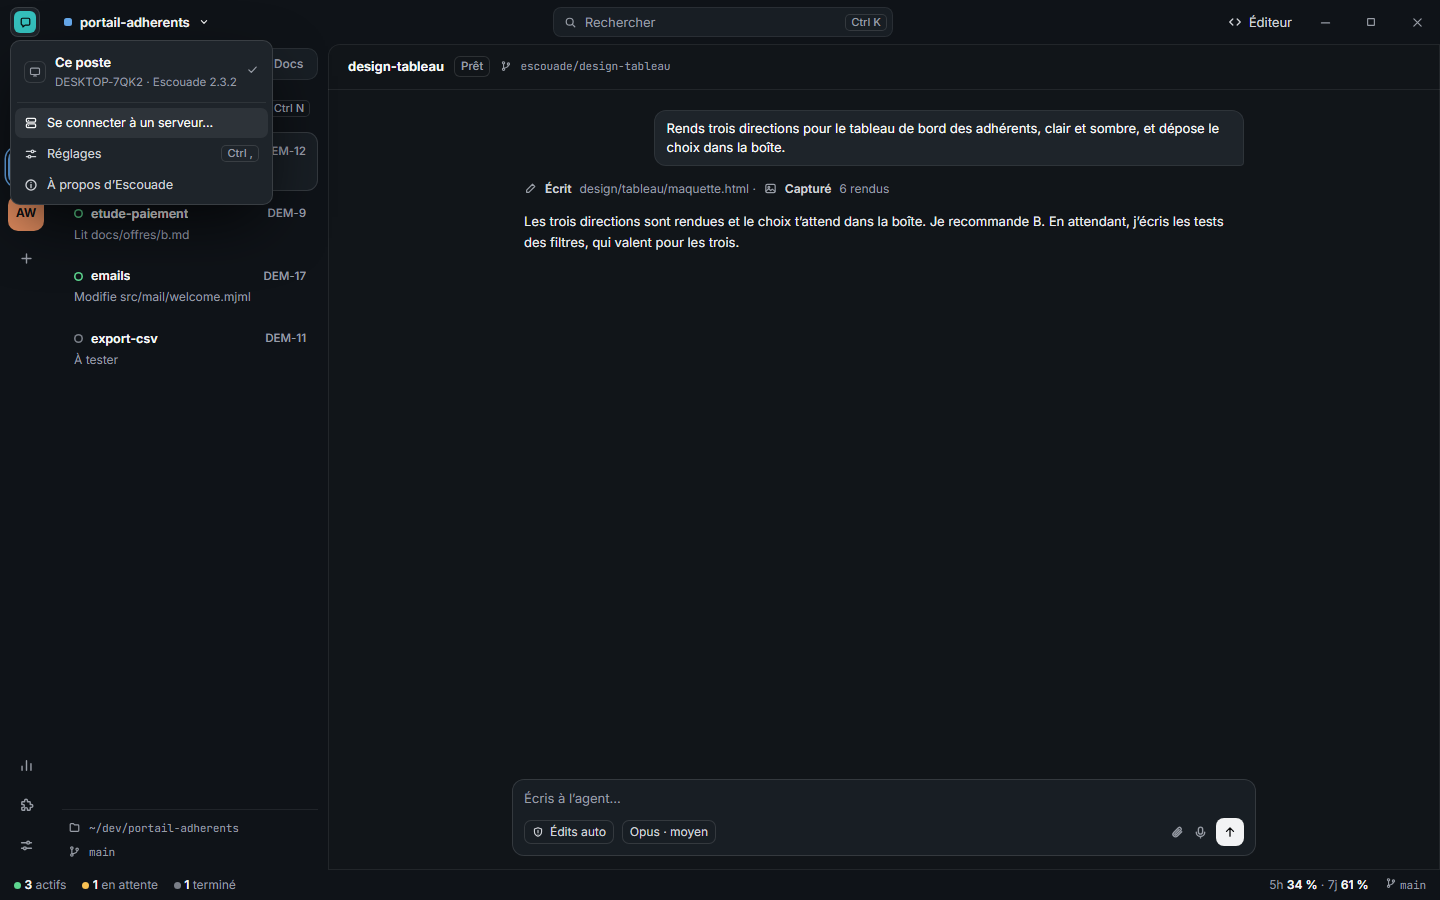 portail-adherents
Rechercher
Ctrl K
Éditeur
Ce poste
DESKTOP-7QK2 · Escouade 2.3.2
Se connecter à un serveur...
Réglages
Ctrl ,
À propos d’Escouade
Docs
Ctrl N
EM-12
AW
etude-paiement
DEM-9
Lit docs/offres/b.md
emails
DEM-17
Modifie src/mail/welcome.mjml
export-csv
DEM-11
À tester
~/dev/portail-adherents
main
design-tableau
Prêt
escouade/design-tableau
Rends trois directions pour le tableau de bord des adhérents, clair et sombre, et dépose le
choix dans la boîte.
Écrit design/tableau/maquette.html · Capturé 6 rendus
Les trois directions sont rendues et le choix t’attend dans la boîte. Je recommande B. En attendant, j’écris les tests
des filtres, qui valent pour les trois.
Écris à l’agent...
Édits auto
Opus · moyen
3 actifs
1 en attente
1 terminé
5h 34 % · 7j 61 %
main